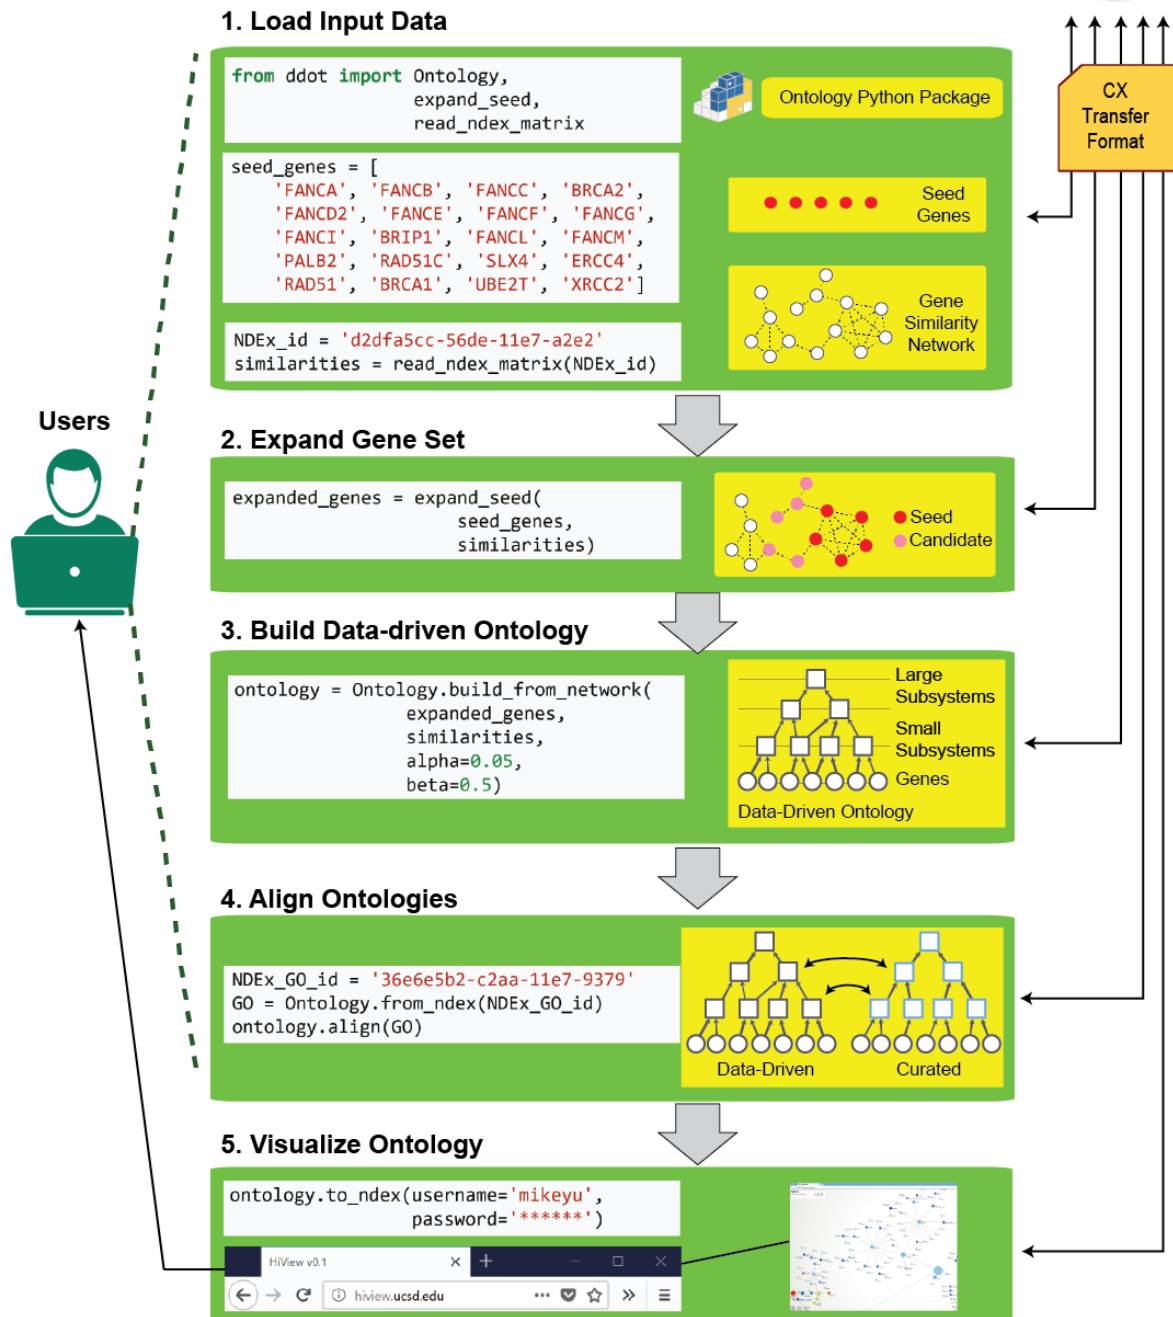 1. Load Input Data
from ddot import Ontology,
expand_seed,
read_ndex_matrix
Ontology Python Package
CX
Transfer
Format
seed_genes = [
'FANCA', 'FANCB', 'FANCC', 'BRCA2',
'FANCD2', 'FANCE', 'FANCF', 'FANCG',
'FANCI', 'BRIP1', 'FANCL', 'FANCM',
'PALB2', 'RAD51C', 'SLX4', 'ERCC4',
'RAD51', 'BRCA1', 'UBE2T', 'XRCC2']
Seed
Genes
Gene
Similarity
Network
NDEx_id = 'd2dfa5cc-56de-11e7-a2e2'
similarities = read_ndex_matrix(NDEx_id)
Users
2. Expand Gene Set
expanded_genes = expand_seed(
seed_genes,
similarities)
Seed
Candidate
3. Build Data-driven Ontology
ontology = Ontology.build_from_network(
expanded_genes,
similarities,
alpha=0.05,
beta=0.5)
Large
Subsystems
Small
Subsystems
Genes
Data-Driven Ontology
4. Align Ontologies
NDEx_GO_id = '36e6e5b2-c2aa-11e7-9379'
GO = Ontology.from_ndex(NDEx_GO_id)
ontology.align(GO)
Data-Driven
Curated
5. Visualize Ontology
ontology.to_ndex(username='mikeyu',
password='******')
HiView v0.1
hiview.ucsd.edu